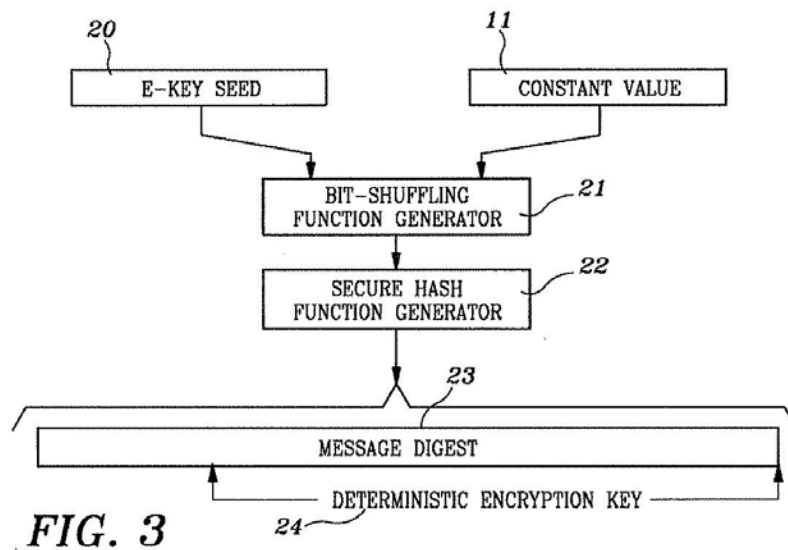 20
11
E-KEY SEED
CONSTANT VALUE
BIT-SHUFFLING
FUNCTION GENERATOR
21
SECURE HASH
FUNCTION GENERATOR
22
23
MESSAGE DIGEST
DETERMINISTIC ENCRYPTION KEY
24
FIG. 3